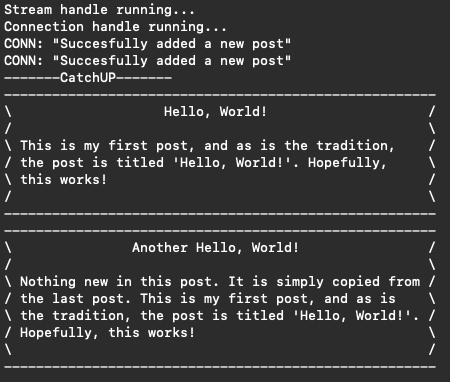 Stream handle running...
Connection handle running...
CONN: "Succesfully added a new post"
CONN: "Succesfully added a new post"
-------CatchUP-------
------------------------------------------------------
\                   Hello, World!                    /
/                                                    \
\ This is my first post, and as is the tradition,    /
/ the post is titled 'Hello, World!'. Hopefully,     \
\ this works!                                        /
/                                                    \
------------------------------------------------------
------------------------------------------------------
\               Another Hello, World!                /
/                                                    \
\ Nothing new in this post. It is simply copied from /
/ the last post. This is my first post, and as is    \
\ the tradition, the post is titled 'Hello, World!'. /
/ Hopefully, this works!                             \
\                                                    /
------------------------------------------------------